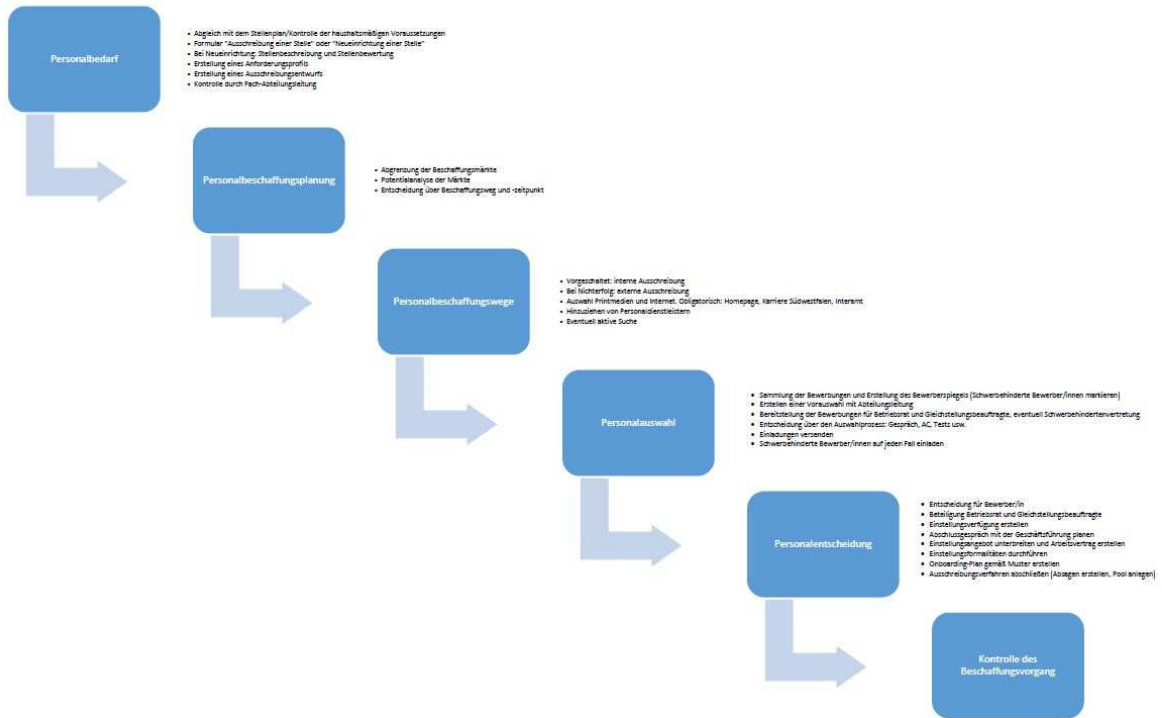 Personalbedarf
• Abgleich mit dem Stellenplan/Kontrolle der haushaltsmäßigen Voraussetzungen
• Formular "Ausschreibung einer Stelle" oder "Neueinrichtung einer Stelle"
• Bei Neueinrichtung: Stellenbeschreibung und Stellenbewertung
• Erstellung eines Anforderungsprofils
• Erstellung eines Ausschreibungsentwurfs
• Kontrolle durch Fach-Abteilungsleitung
Personalbeschaffungsplanung
• Abgrenzung der Beschaffungsmärkte
• Potentialanalyse der Märkte
• Entscheidung über Beschaffungsweg und -zeitpunkt
Personalbeschaffungswege
• Vorgeschaltet: interne Ausschreibung
• Bei Nichterfolg: externe Ausschreibung
• Auswahl Printmedien und Internet. Obligatorisch: Homepage, Karriere Südwestfalen, Interamt
• Hinzuziehen von Personaldienstleistern
• Eventuell aktive Suche
Personalauswahl
• Sammlung der Bewerbungen und Erstellung des Bewerberspiegels (Schwerbehinderte Bewerber/innen markieren)
• Erstellen einer Vorauswahl mit Abteilungsleitung
• Bereitstellung der Bewerbungen für Betriebsrat und Gleichstellungsbeauftragte, eventuell Schwerbehindertenvertretung
• Entscheidung über den Auswahlprozess: Gespräch, AC, Tests usw.
• Einladungen versenden
• Schwerbehinderte Bewerber/innen auf jeden Fall einladen
Personalentscheidung
• Entscheidung für Bewerber/in
• Beteiligung Betriebsrat und Gleichstellungsbeauftragte
• Einstellungsverfügung erstellen
• Abschlussgespräch mit der Geschäftsführung planen
• Einstellungsangebot unterbreiten und Arbeitsvertrag erstellen
• Einstellungsformalitäten durchführen
• Onboarding-Plan gemäß Muster erstellen
• Ausschreibungsverfahren abschließen (Absagen erstellen, Pool anlegen)
Kontrolle des
Beschaffungsvorgang